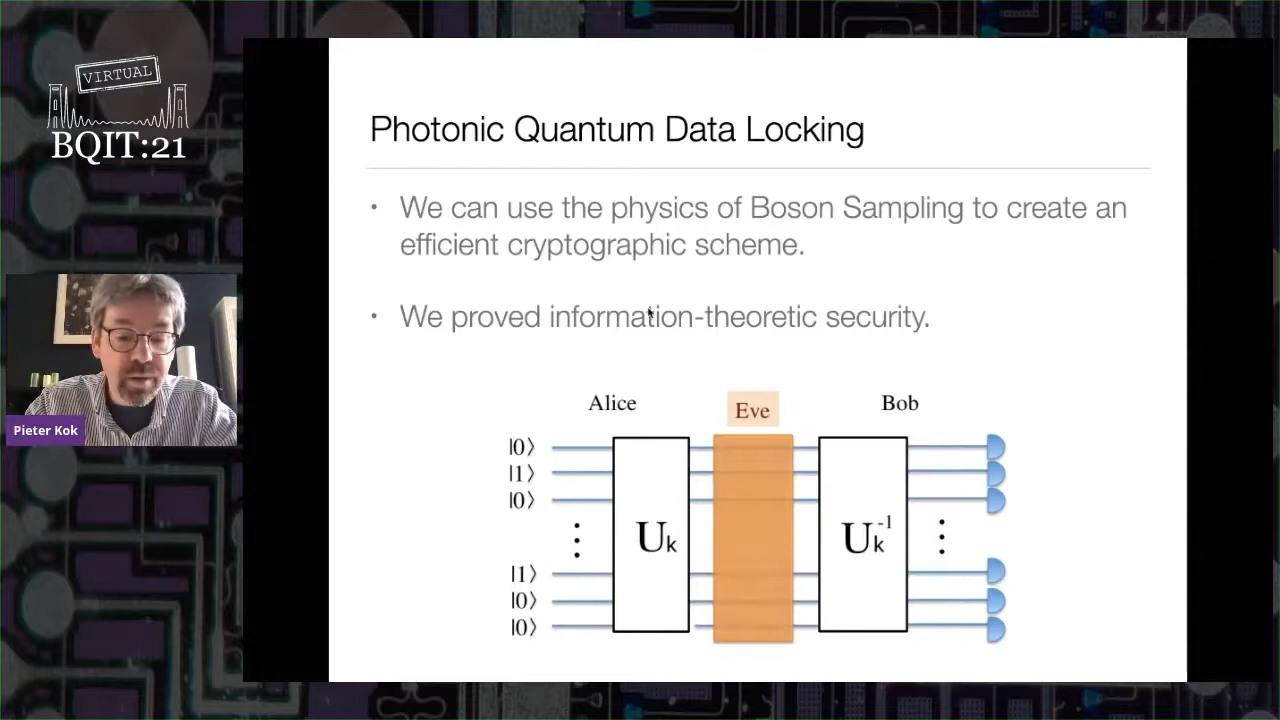 VIRTUAL
BQIT:21
Pieter Kok
Photonic Quantum Data Locking
• We can use the physics of Boson Sampling to create an
efficient cryptographic scheme.
• We proved information-theoretic security.
Alice
Eve
Bob
|0⟩
|1⟩
|0⟩
⋮
|1⟩
|0⟩
|0⟩
Uk
Uk-1
⋮